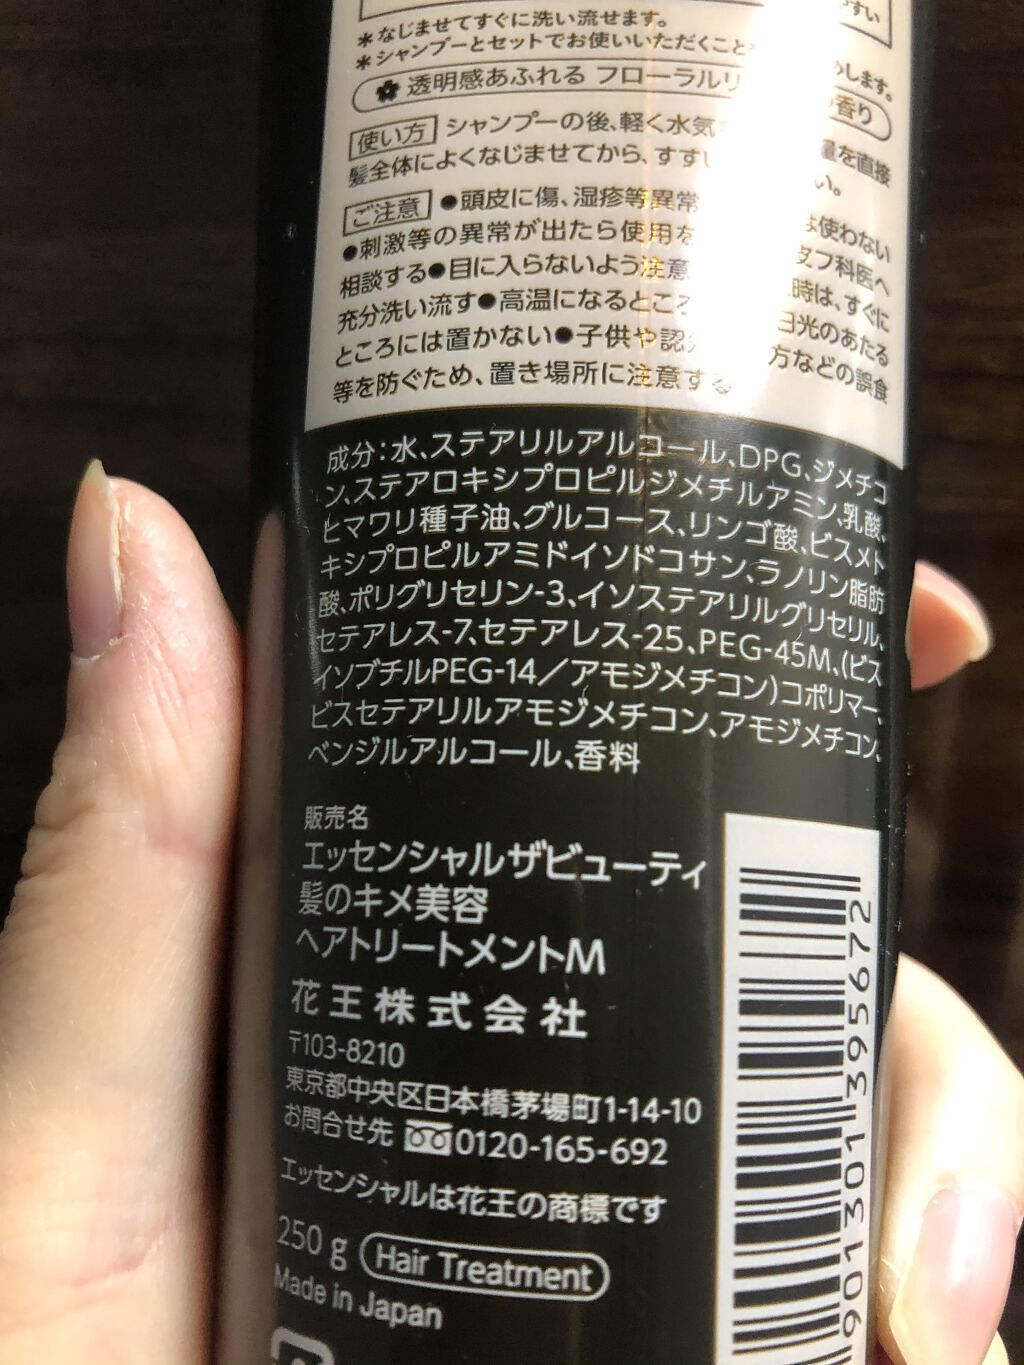 すい
＊なじませてすぐに洗い流せます。
＊シャンプーとセットでお使いいただくこと します。
透明感あふれる フローラルリ の香り
使い方 シャンプーの後、軽く水気 量を直接
髪全体によくなじませてから、すすい い。
ご注意 ●頭皮に傷、湿疹等異常 は使わない
●刺激等の異常が出たら使用を 皮フ科医へ
相談する●目に入らないよう注意 時は、すぐに
充分洗い流す●高温になるところ 日光のあたる
ところには置かない●子供や認 方などの誤食
等を防ぐため、置き場所に注意する
成分：水、ステアリルアルコール、DPG、ジメチコ
ン、ステアロキシプロピルジメチルアミン、乳酸、
ヒマワリ種子油、グルコース、リンゴ酸、ビスメト
キシプロピルアミドイソドコサン、ラノリン脂肪
酸、ポリグリセリン-3、イソステアリルグリセリル、
セテアレス-7、セテアレス-25、PEG-45M、(ビス
イソブチルPEG-14／アモジメチコン)コポリマー、
ビスセテアリルアモジメチコン、アモジメチコン、
ベンジルアルコール、香料
販売名
エッセンシャルザビューティ
髪のキメ美容
ヘアトリートメントM
花王株式会社
〒103-8210
東京都中央区日本橋茅場町1-14-10
お問合せ先 0120-165-692
エッセンシャルは花王の商標です
250 g Hair Treatment
Made in Japan
901301395672